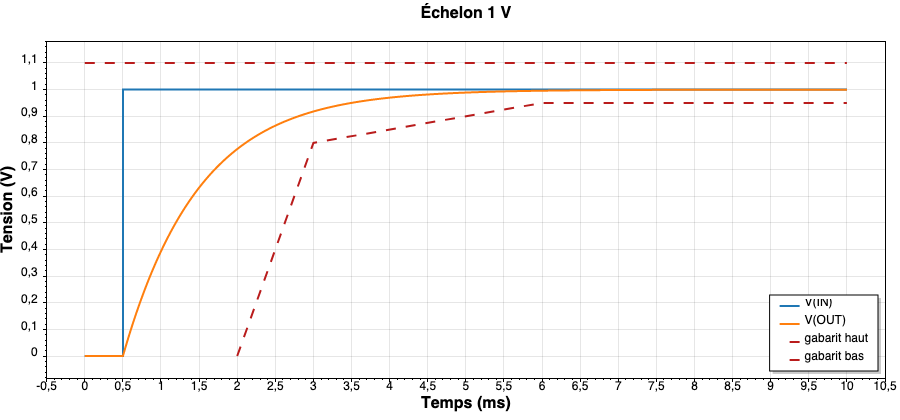 Échelon 1 V
Tension (V)
1,1
1
0,9
0,8
0,7
0,6
0,5
0,4
0,3
0,2
0,1
0
-0,5 0 0,5 1 1,5 2 2,5 3 3,5 4 4,5 5 5,5 6 6,5 7 7,5 8 8,5 9 9,5 10 10,5
Temps (ms)
V(IN)
V(OUT)
gabarit haut
gabarit bas